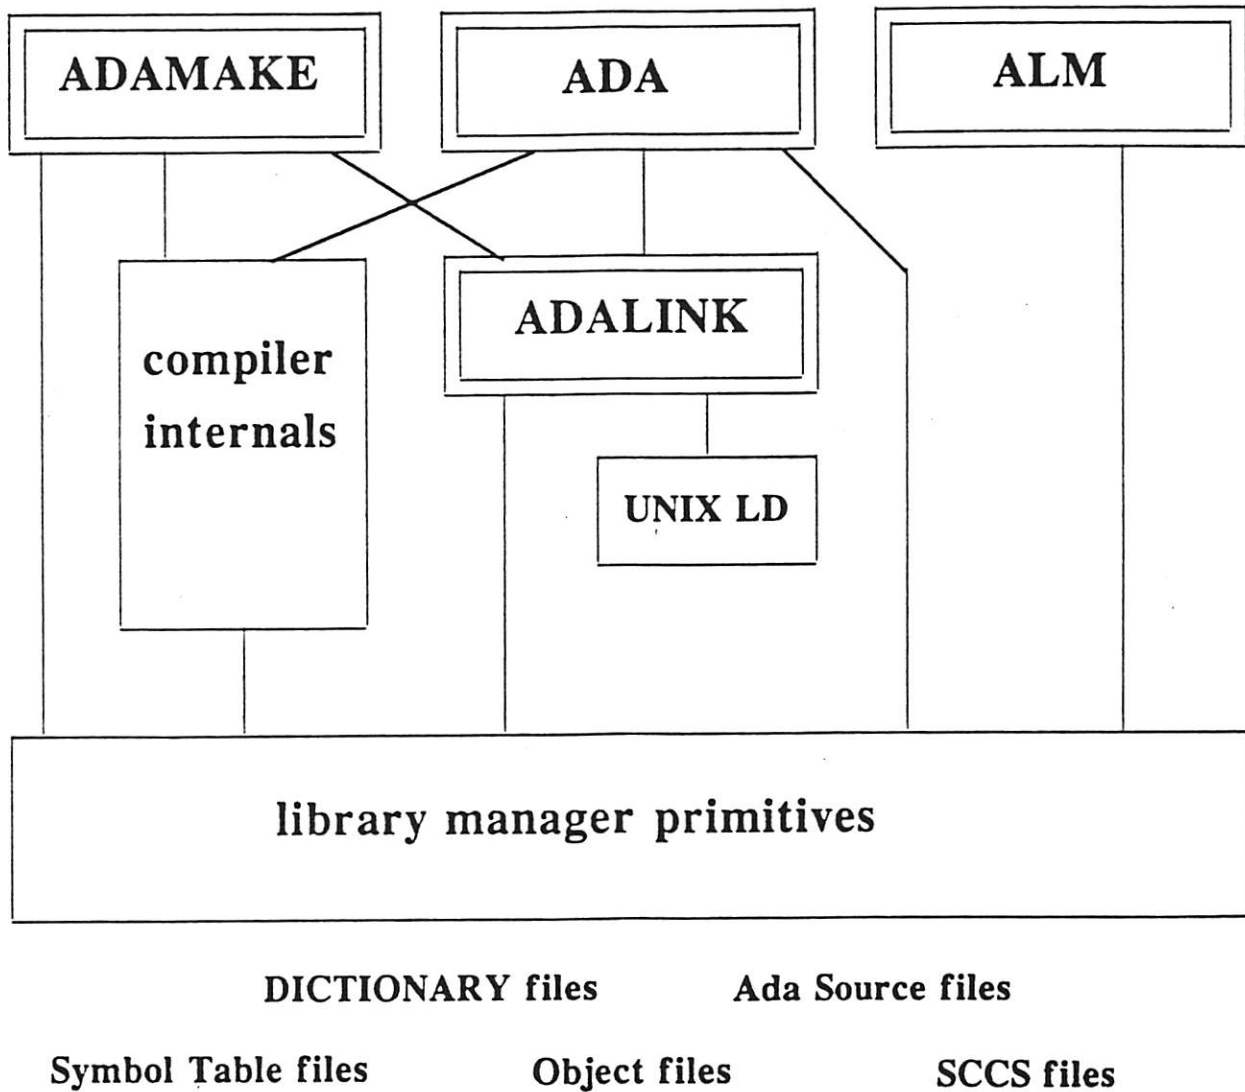 ADAMAKE
ADA
ALM
compiler
internals
ADALINK
UNIX LD
library manager primitives
DICTIONARY files
Ada Source files
Symbol Table files
Object files
SCCS files